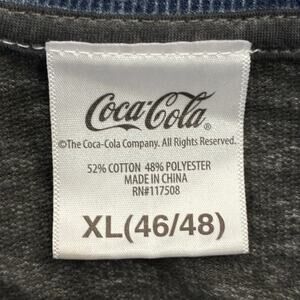 Coca-Cola®
©The Coca-Cola Company. All Rights Reserved.
52% COTTON 48% POLYESTER
MADE IN CHINA
RN#117508
XL(46/48)